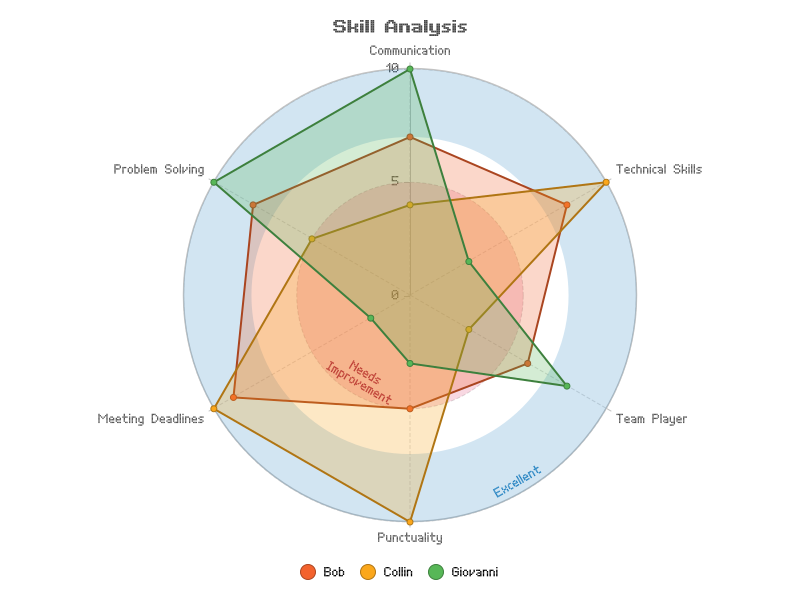 Skill Analysis
Communication
10
Problem Solving
Technical Skills
5
0
Needs
Improvement
Meeting Deadlines
Team Player
Excellent
Punctuality
Bob
Collin
Giovanni